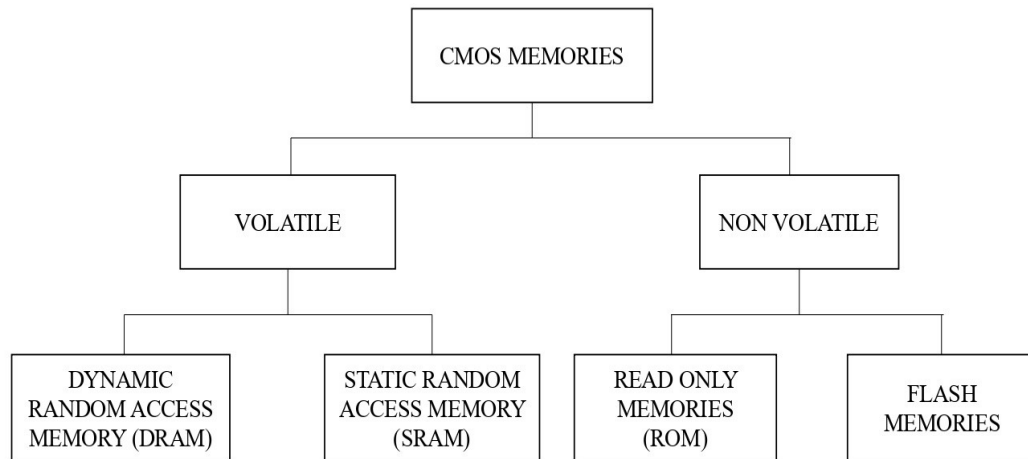 CMOS MEMORIES
VOLATILE
NON VOLATILE
DYNAMIC
RANDOM ACCESS
MEMORY (DRAM)
STATIC RANDOM
ACCESS MEMORY
(SRAM)
READ ONLY
MEMORIES
(ROM)
FLASH
MEMORIES